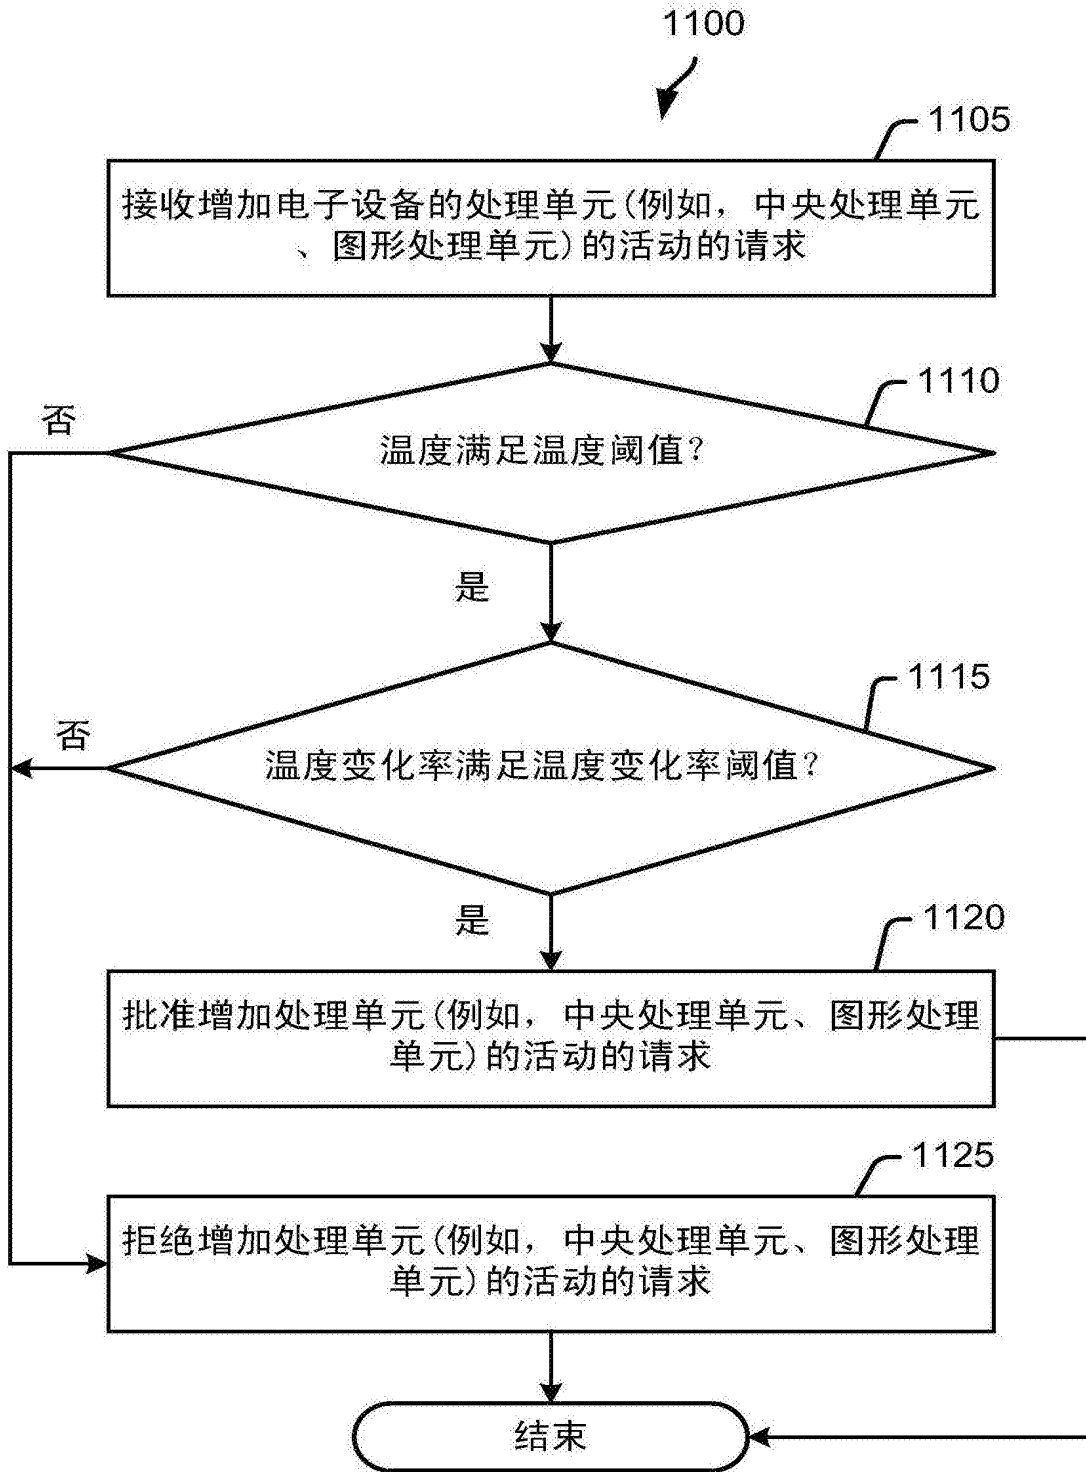 1100
1105
接收增加电子设备的处理单元(例如，中央处理单元
、图形处理单元)的活动的请求
1110
否
温度满足温度阈值？
是
1115
否
温度变化率满足温度变化率阈值？
是
1120
批准增加处理单元(例如，中央处理单元、图形处理
单元)的活动的请求
1125
拒绝增加处理单元(例如，中央处理单元、图形处理
单元)的活动的请求
结束